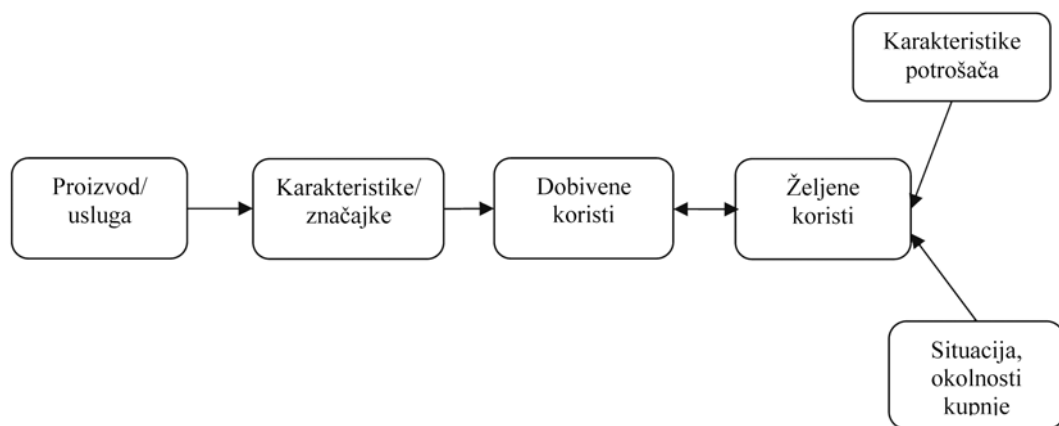 Karakteristike
potrošača
Proizvod/
usluga
Karakteristike/
značajke
Dobivene
koristi
Željene
koristi
Situacija,
okolnosti
kupnje